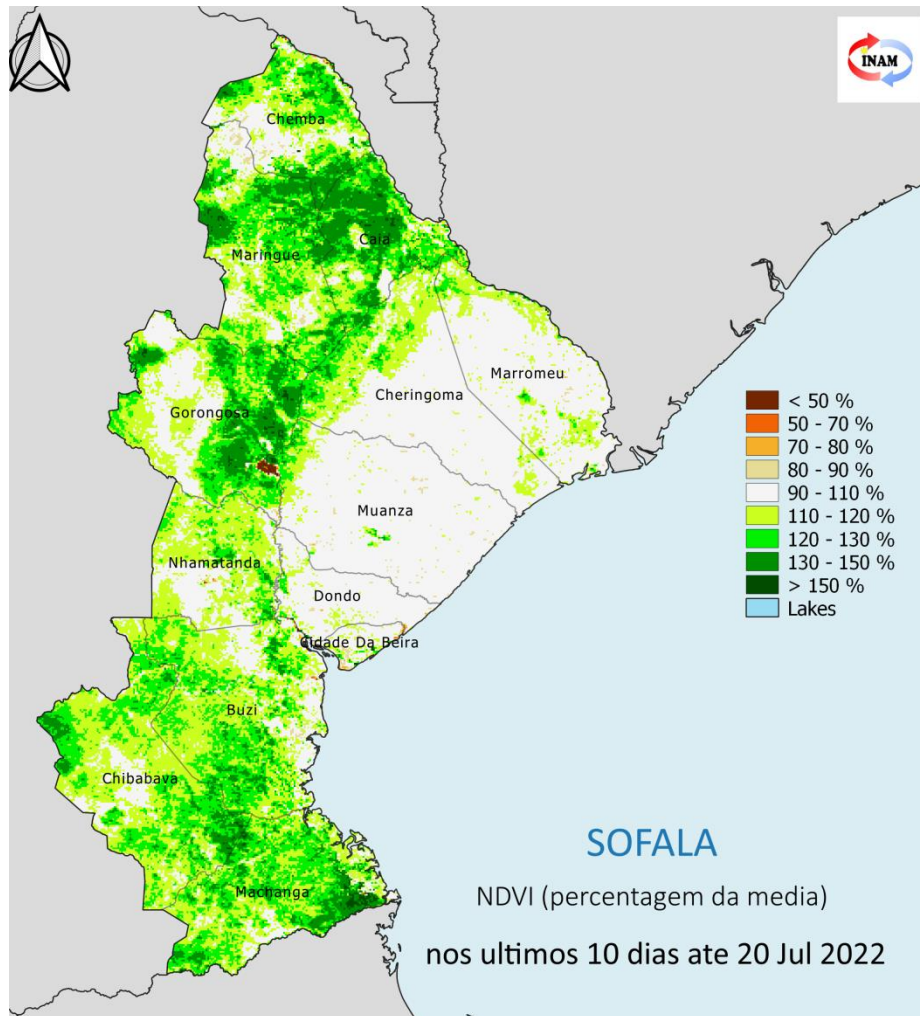 INAM
Chemba
Caia
Maringue
Marromeu
Cheringoma
Gorongosa
Muanza
Nhamatanda
Dondo
Cidade Da Beira
Buzi
Chibabava
Machanga
< 50 %
50 - 70 %
70 - 80 %
80 - 90 %
90 - 110 %
110 - 120 %
120 - 130 %
130 - 150 %
> 150 %
Lakes
SOFALA
NDVI (percentagem da media)
nos ultimos 10 dias ate 20 Jul 2022